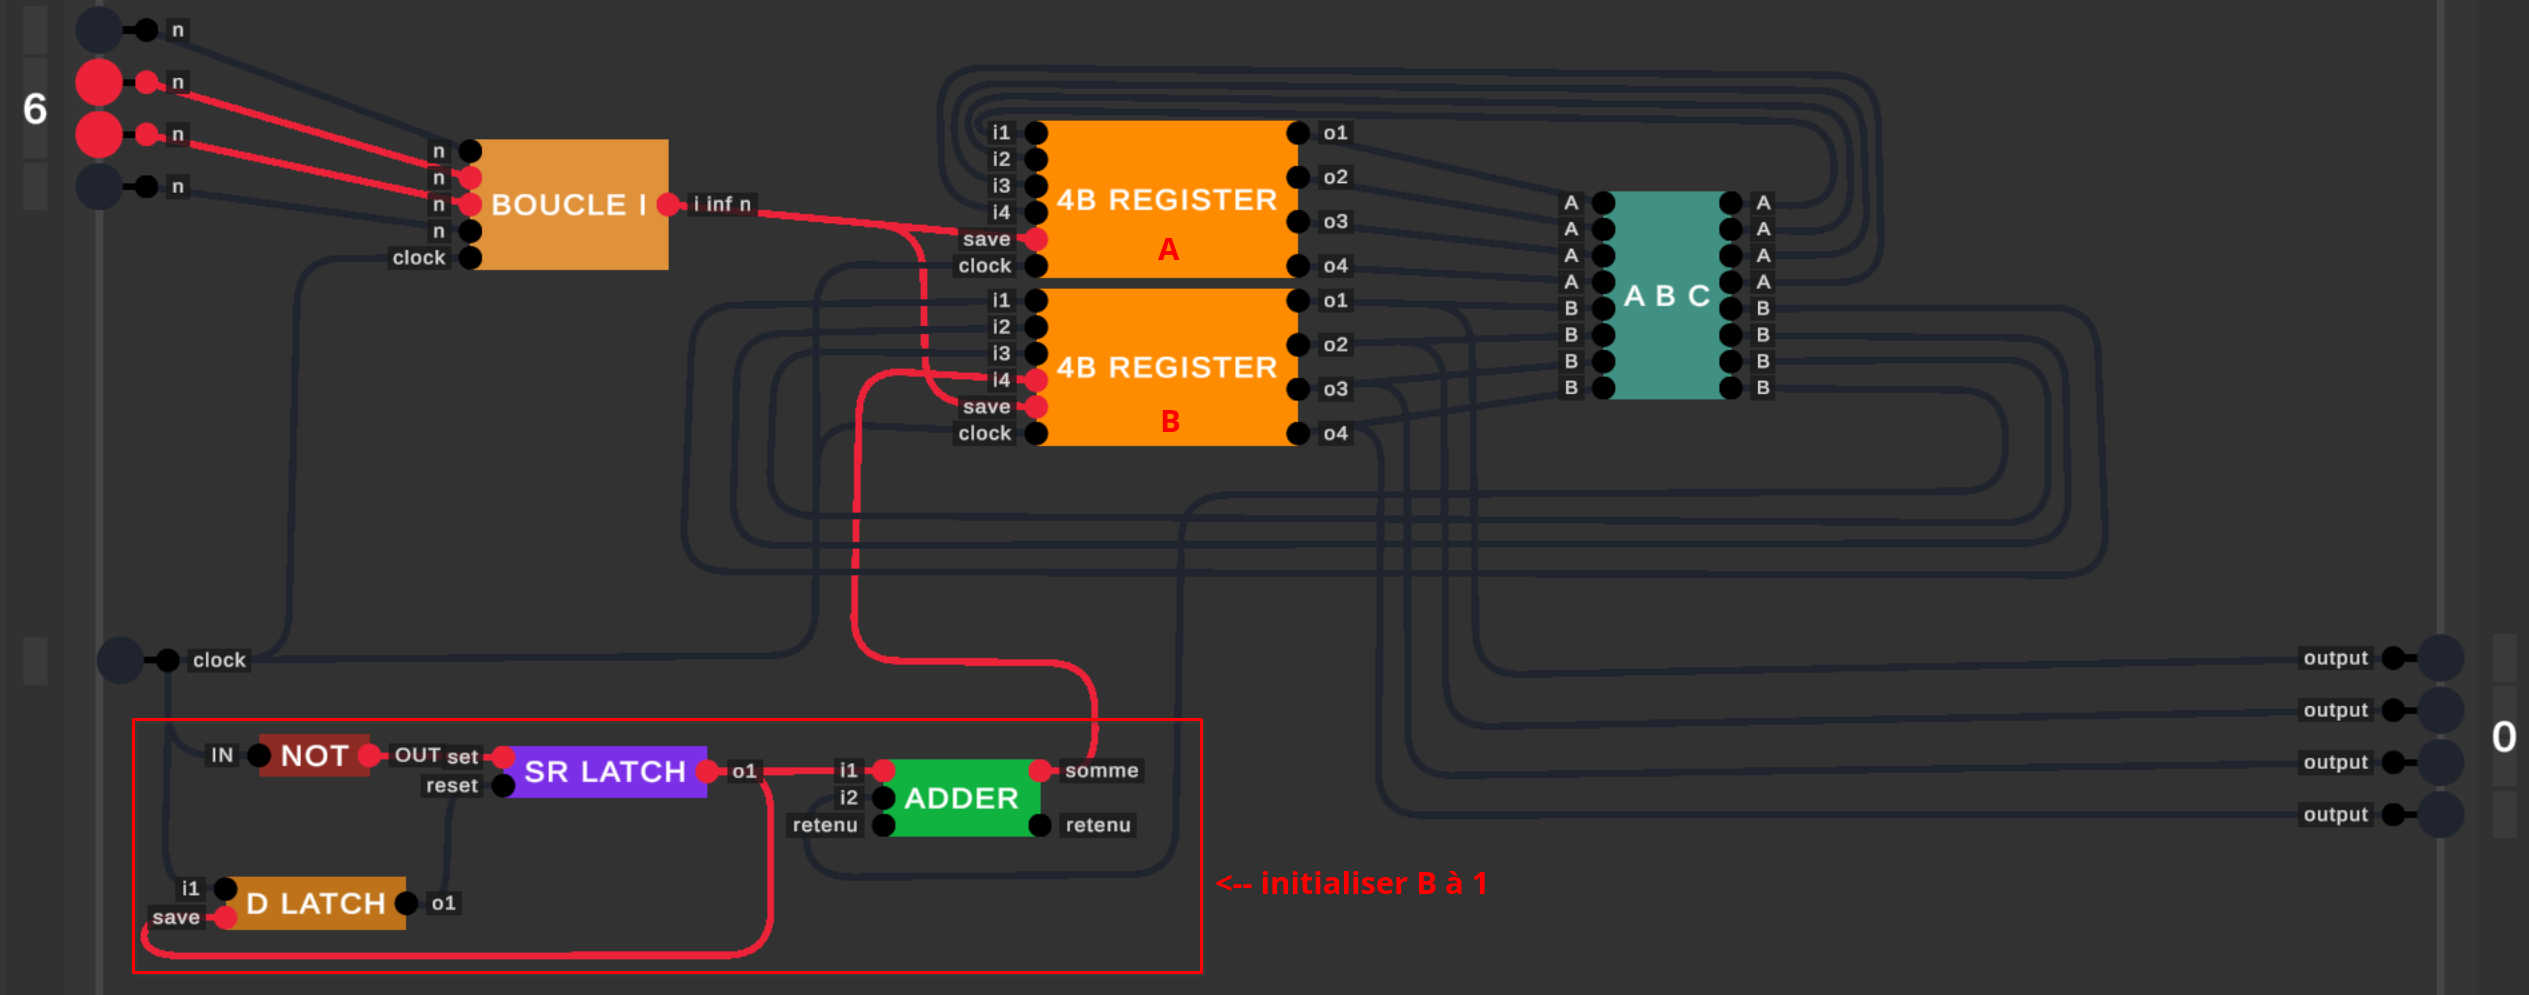 n
n
6
n
n
n
n
n
n
clock
BOUCLE I
i inf n
i1
i2
i3
i4
save
clock
4B REGISTER
A
o1
o2
o3
o4
i1
i2
i3
i4
save
clock
4B REGISTER
B
o1
o2
o3
o4
A
A
A
A
B
B
B
B
A B C
A
A
A
A
B
B
B
B
clock
IN
NOT
OUT
set
reset
SR LATCH
o1
i1
i2
retenu
ADDER
somme
retenu
i1
save
D LATCH
o1
<-- initialiser B à 1
output
output
output
output
0